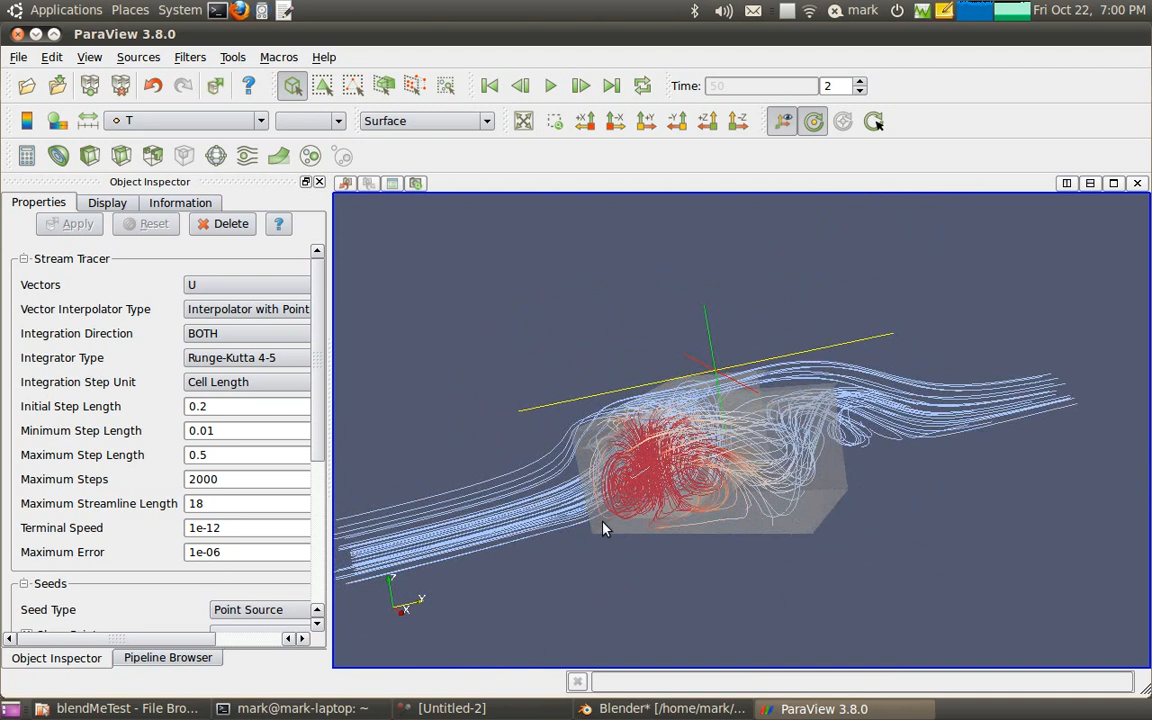 Applications Places System mark Fri Oct 22, 7:00 PM
ParaView 3.8.0
File Edit View Sources Filters Tools Macros Help
Time: 50 2
T Surface +X -X +Y -Y +Z -Z
Object Inspector
Properties Display Information
Apply Reset Delete ?
Stream Tracer
Vectors U
Vector Interpolator Type Interpolator with Point
Integration Direction BOTH
Integrator Type Runge-Kutta 4-5
Integration Step Unit Cell Length
Initial Step Length 0.2
Minimum Step Length 0.01
Maximum Step Length 0.5
Maximum Steps 2000
Maximum Streamline Length 18
Terminal Speed 1e-12
Maximum Error 1e-06
Z
Y
X
Seeds
Seed Type Point Source
Object Inspector Pipeline Browser
blendMeTest - File Bro... mark@mark-laptop: ~ [Untitled-2] Blender* [/home/mark/... ParaView 3.8.0